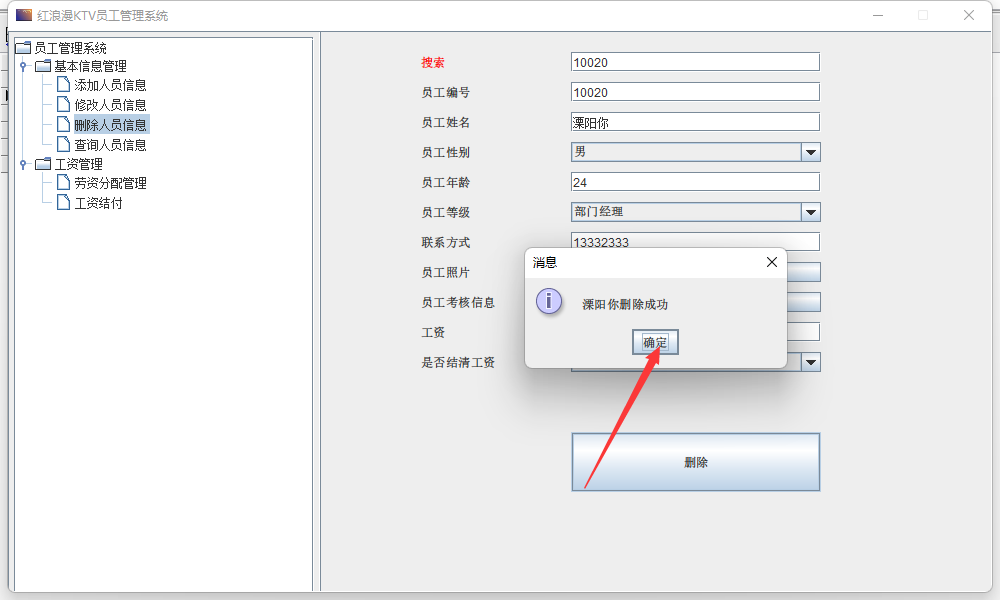 红浪漫KTV员工管理系统
员工管理系统
基本信息管理
添加人员信息
修改人员信息
删除人员信息
查询人员信息
工资管理
劳资分配管理
工资结付
搜索 10020
员工编号 10020
员工姓名 溧阳你
员工性别 男
员工年龄 24
员工等级 部门经理
联系方式 13332333
员工照片
员工考核信息
工资
是否结清工资
消息
溧阳你删除成功
确定
删除